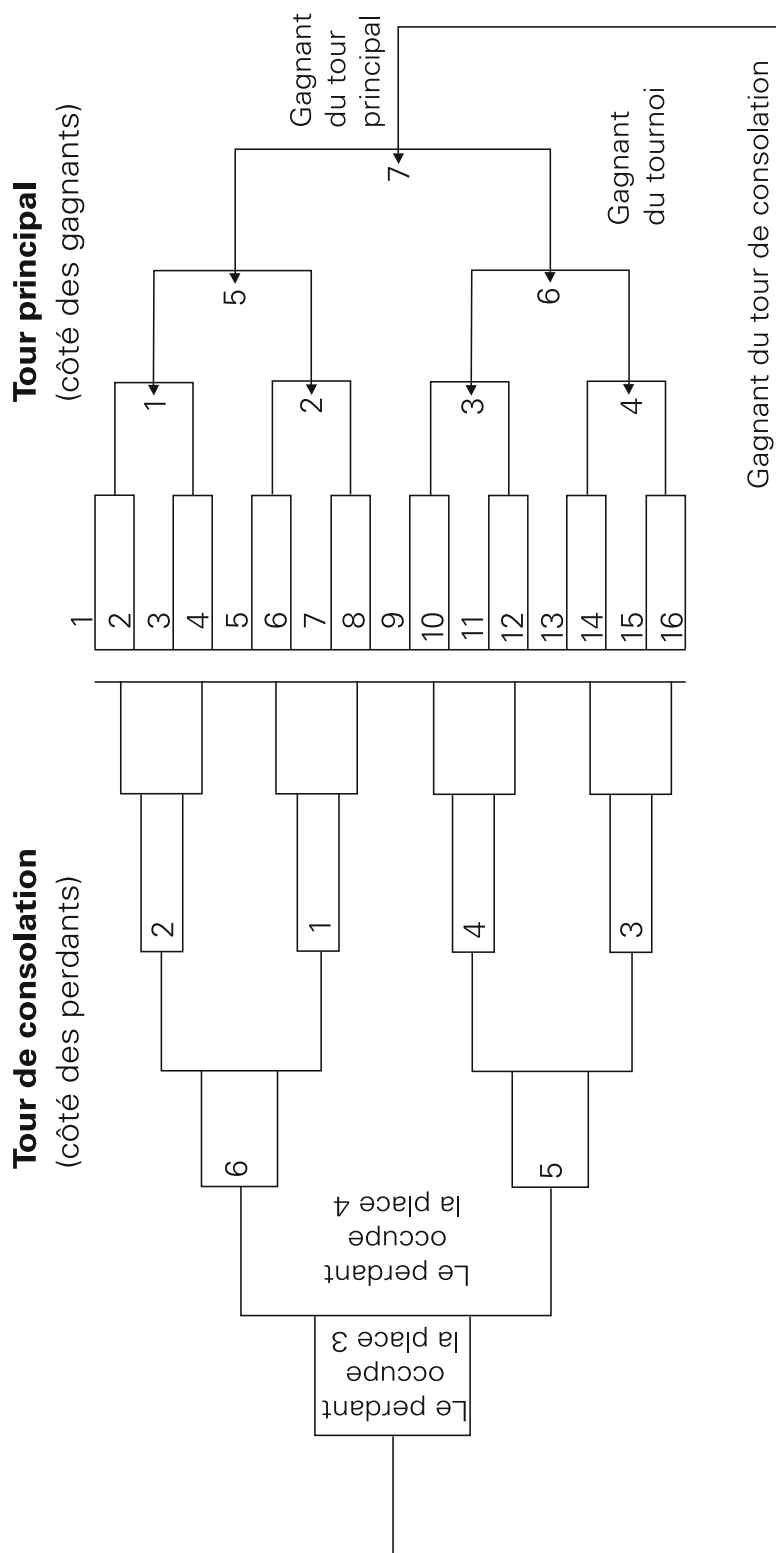 Tour de consolation
(côté des perdants)
Tour principal
(côté des gagnants)
1
2
3
4
5
6
7
8
9
10
11
12
13
14
15
16
1
2
3
4
5
6
7
Gagnant
du tour
principal
Gagnant
du tournoi
Gagnant du tour de consolation
2
1
4
3
6
5
Le perdant
occupe
la place 4
Le perdant
occupe
la place 3